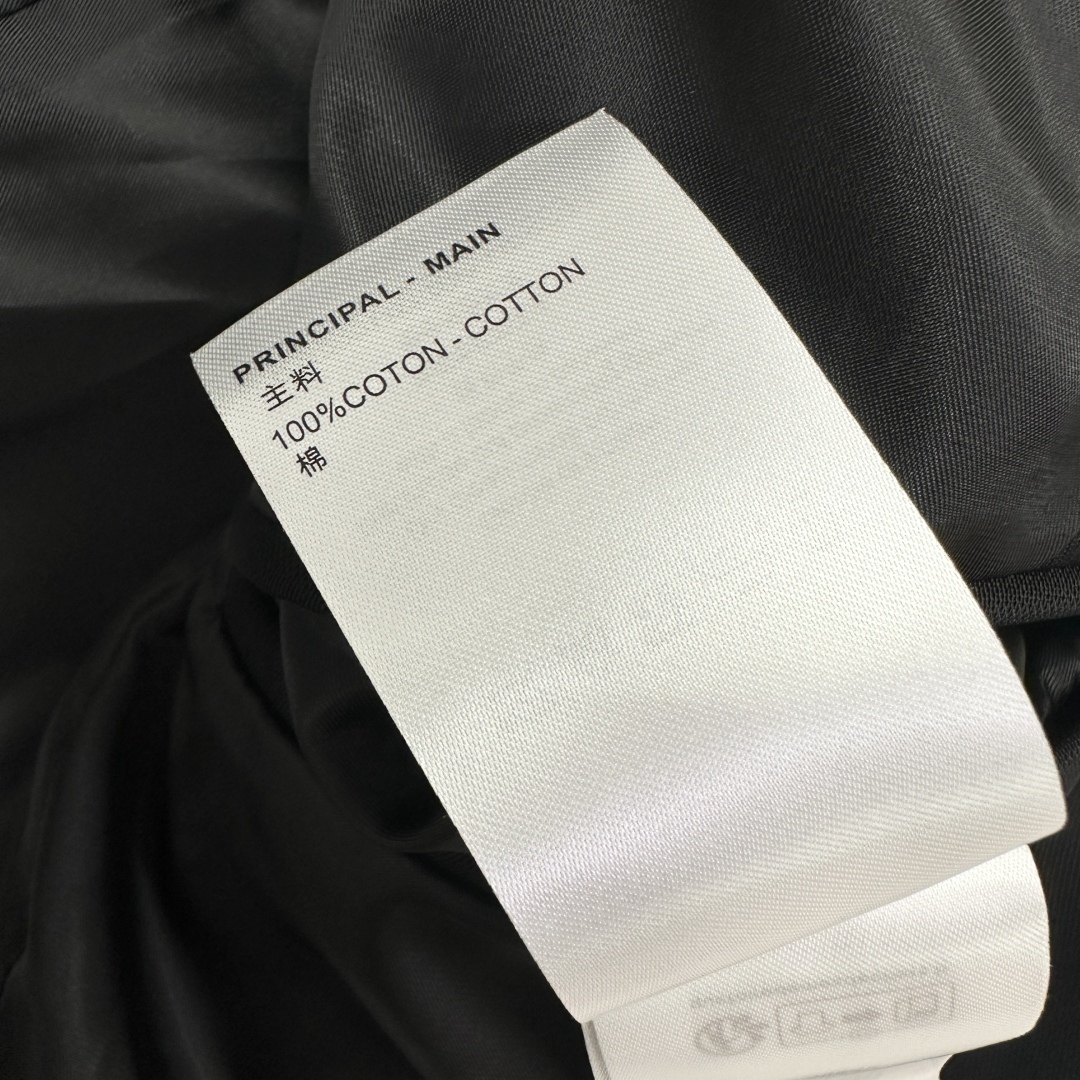 PRINCIPAL - MAIN
主料
100%COTON - COTTON
棉